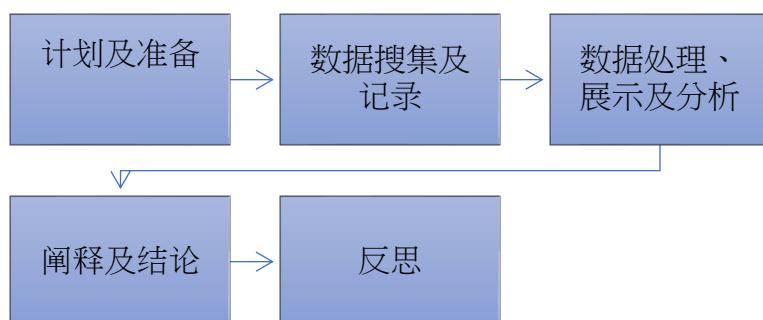 计划及准备
数据搜集及
记录
数据处理、
展示及分析
阐释及结论
反思